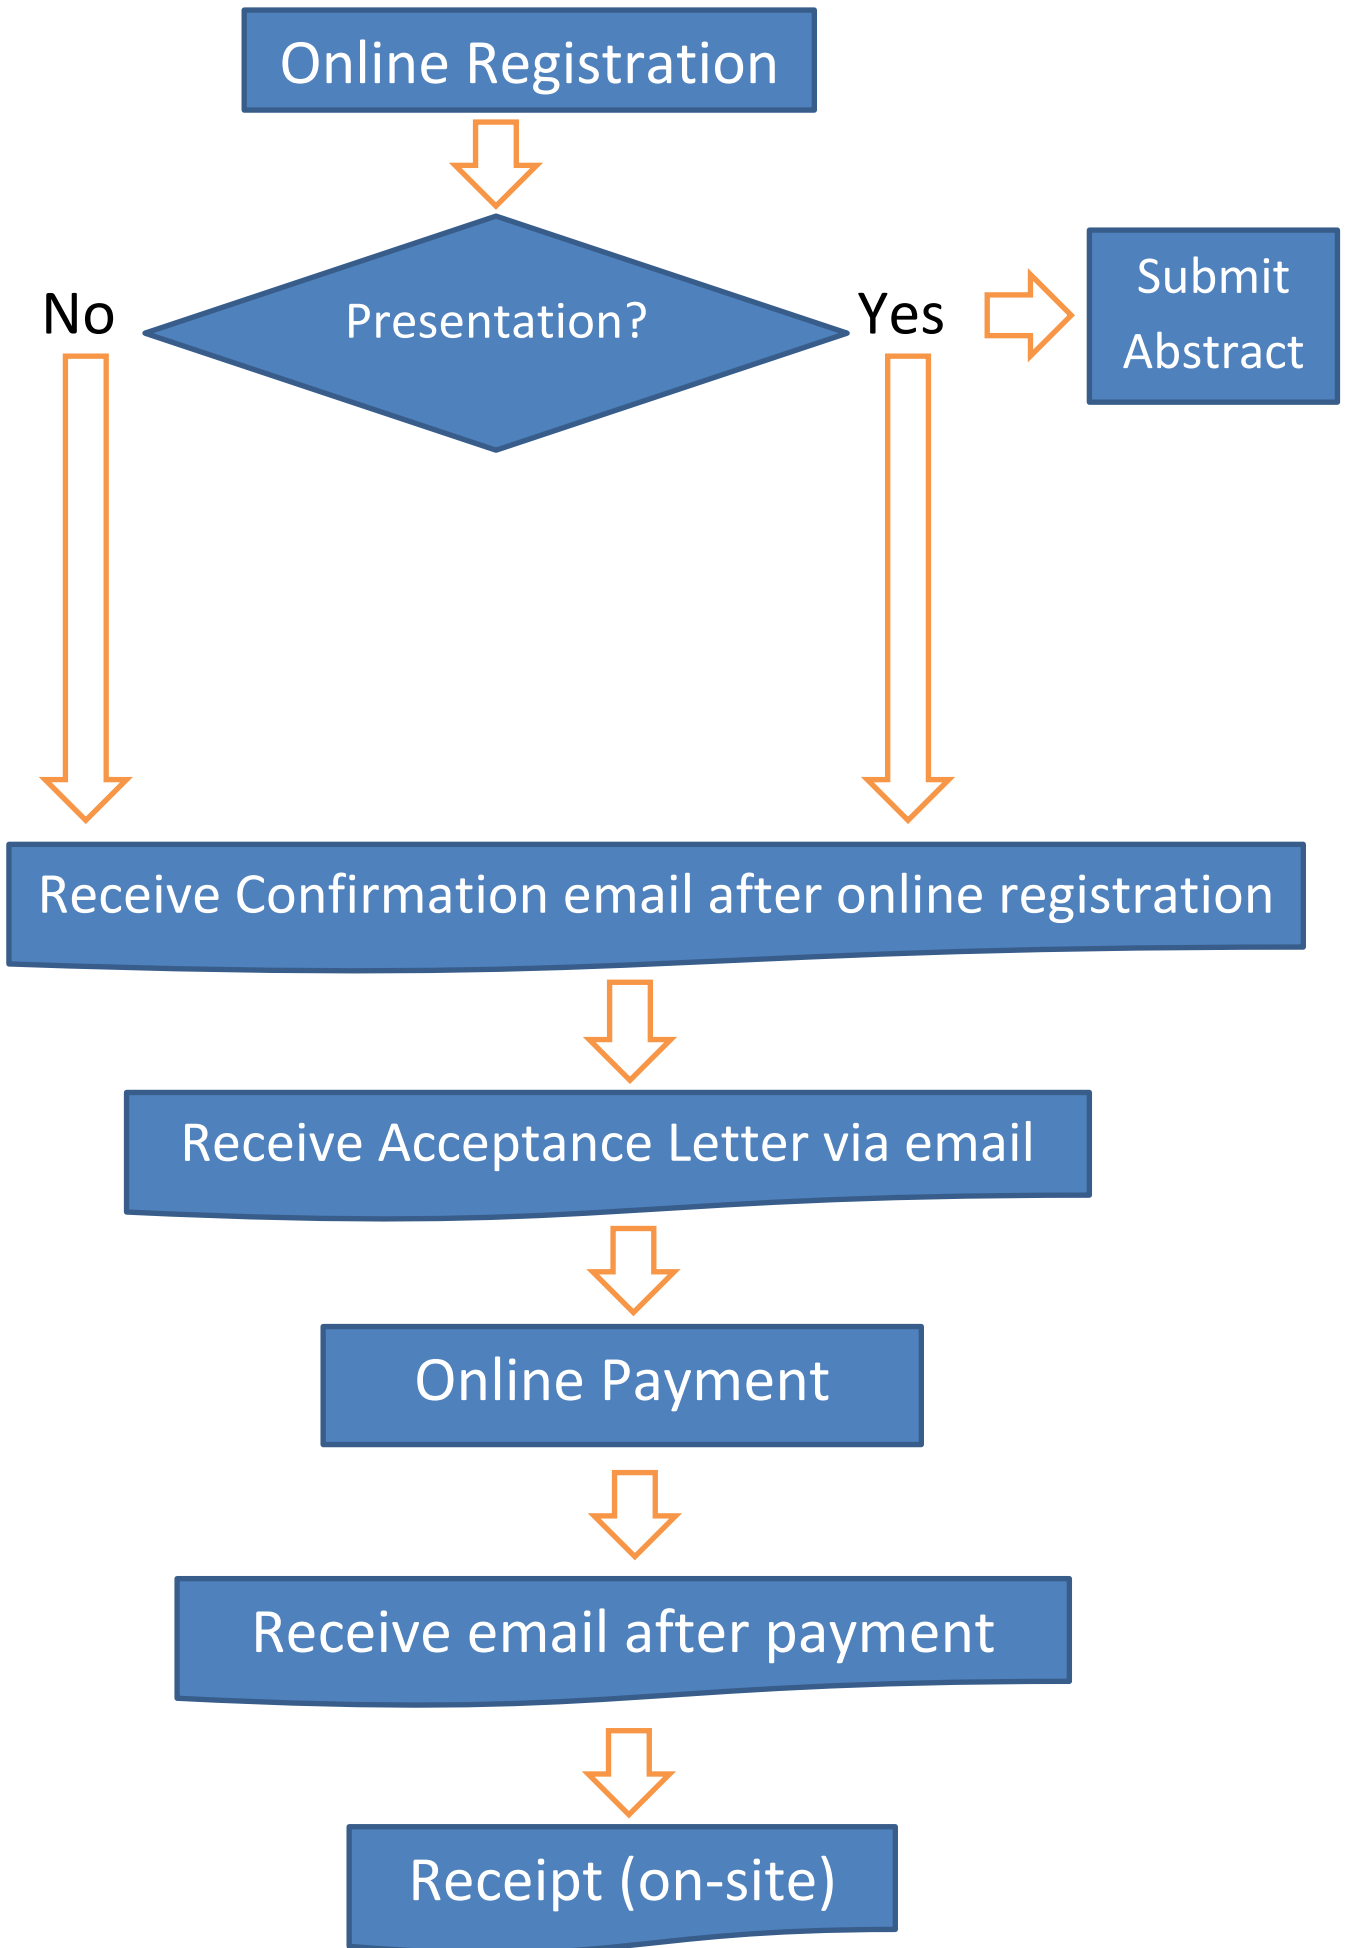 Online Registration
No
Presentation?
Yes
Submit
Abstract
Receive Confirmation email after online registration
Receive Acceptance Letter via email
Online Payment
Receive email after payment
Receipt (on-site)